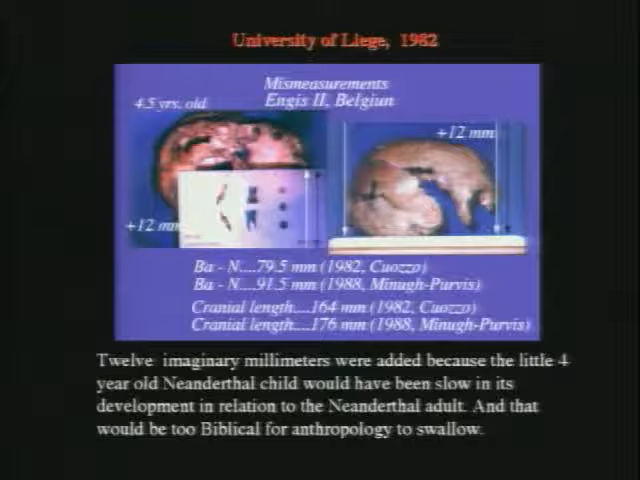 University of Liege, 1982
Mismeasurements
4.5 yrs. old
Engis II, Belgiun
+12 mm
+12 mm
Ba - N....79.5 mm (1982, Cuozzo)
Ba - N....91.5 mm (1988, Minugh-Purvis)
Cranial length....164 mm (1982, Cuozzo)
Cranial length....176 mm (1988, Minugh-Purvis)
Twelve imaginary millimeters were added because the little 4
year old Neanderthal child would have been slow in its
development in relation to the Neanderthal adult. And that
would be too Biblical for anthropology to swallow.